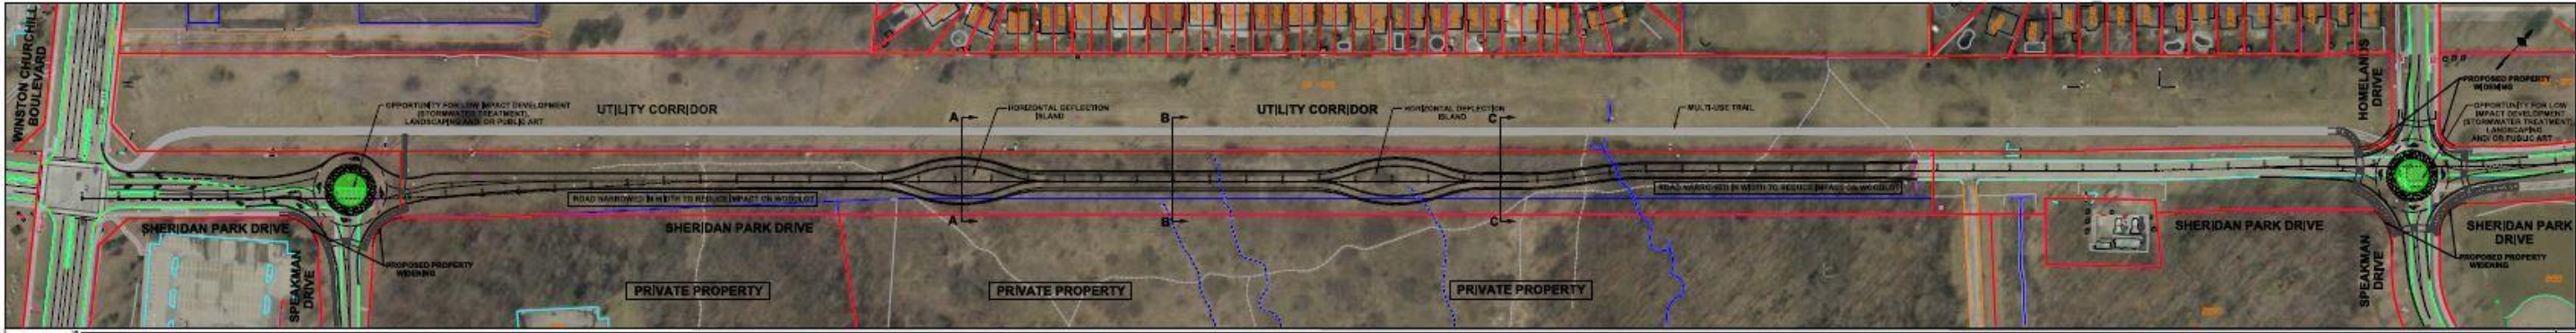 WINSTON CHURCHILL
BOULEVARD
OPPORTUNITY FOR LOW IMPACT DEVELOPMENT
(STORMWATER TREATMENT),
LANDSCAPING AND/ OR PUBLIC ART
UTILITY CORRIDOR
HORIZONTAL DEFLECTION
ISLAND
A
B
UTILITY CORRIDOR
HORIZONTAL DEFLECTION
ISLAND
C
MULTI-USE TRAIL
HOMELANDS
DRIVE
PROPOSED PROPERTY
WIDENING
OPPORTUNITY FOR LOW
IMPACT DEVELOPMENT
(STORMWATER TREATMENT),
LANDSCAPING
AND/ OR PUBLIC ART
ROAD NARROWED IN WIDTH TO REDUCE IMPACT ON WOODLOT
ROAD NARROWED IN WIDTH TO REDUCE IMPACT ON WOODLOT
A
B
C
SHERIDAN PARK DRIVE
SHERIDAN PARK DRIVE
SHERIDAN PARK DRIVE
SHERIDAN PARK
DRIVE
PROPOSED PROPERTY
WIDENING
PROPOSED PROPERTY
WIDENING
SPEAKMAN
DRIVE
PRIVATE PROPERTY
PRIVATE PROPERTY
PRIVATE PROPERTY
SPEAKMAN
DRIVE